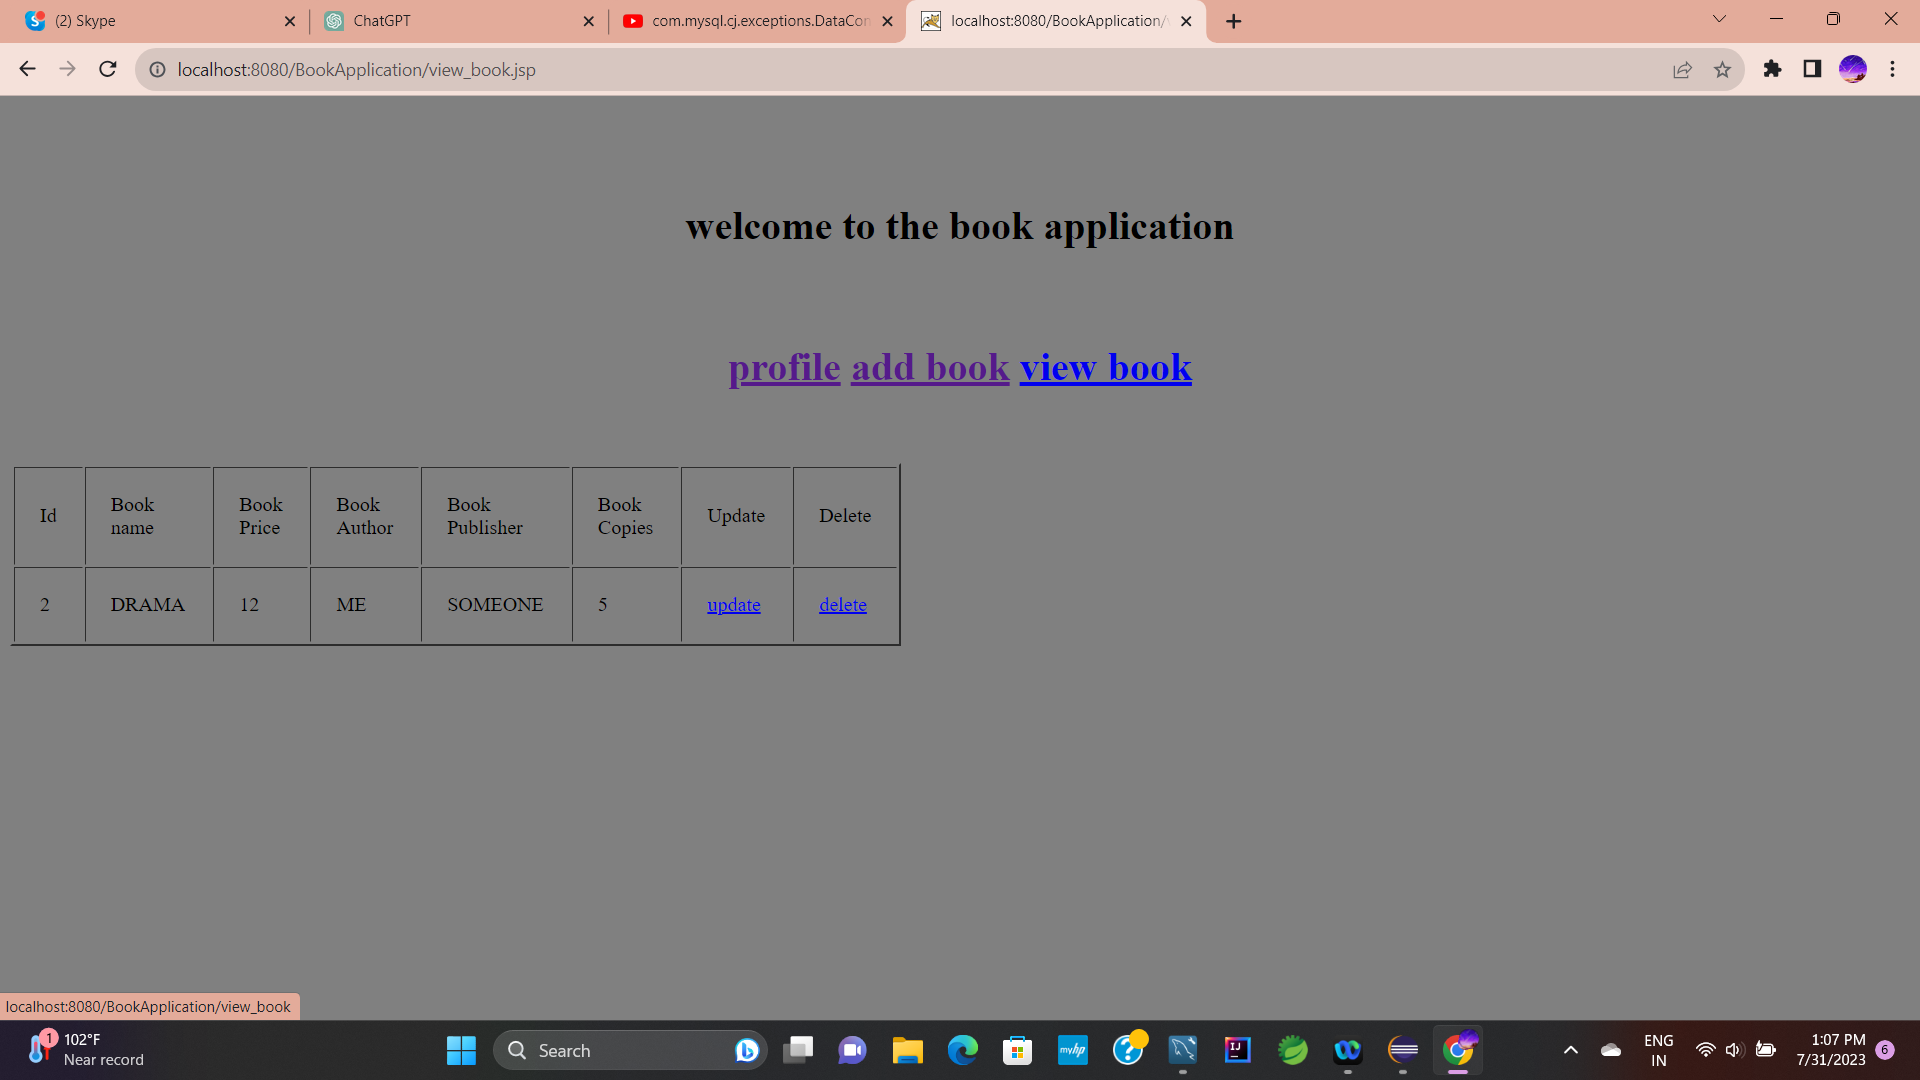 (2) Skype
ChatGPT
com.mysql.cj.exceptions.DataCon
localhost:8080/BookApplication/
localhost:8080/BookApplication/view_book.jsp
welcome to the book application
profile add book view book
Id Book name Book Price Book Author Book Publisher Book Copies Update Delete
2 DRAMA 12 ME SOMEONE 5 update delete
localhost:8080/BookApplication/view_book
1
102°F
Near record
Search
myhp
IJ
ENG
IN
1:07 PM
7/31/2023
6